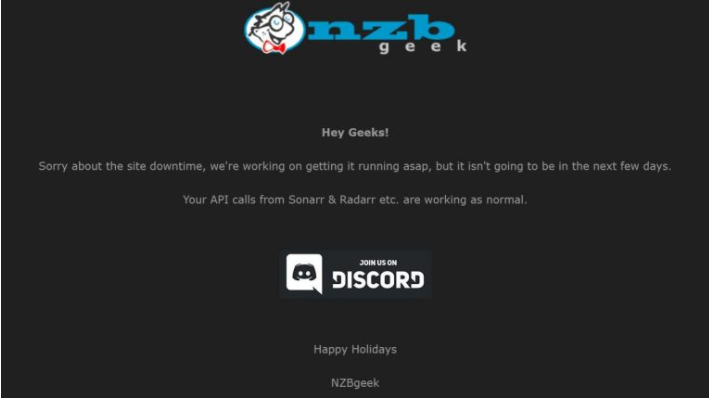 nzb
geek
Hey Geeks!
Sorry about the site downtime, we're working on getting it running asap, but it isn't going to be in the next few days.
Your API calls from Sonarr & Radarr etc. are working as normal.
JOIN US ON
DISCORD
Happy Holidays
NZBgeek